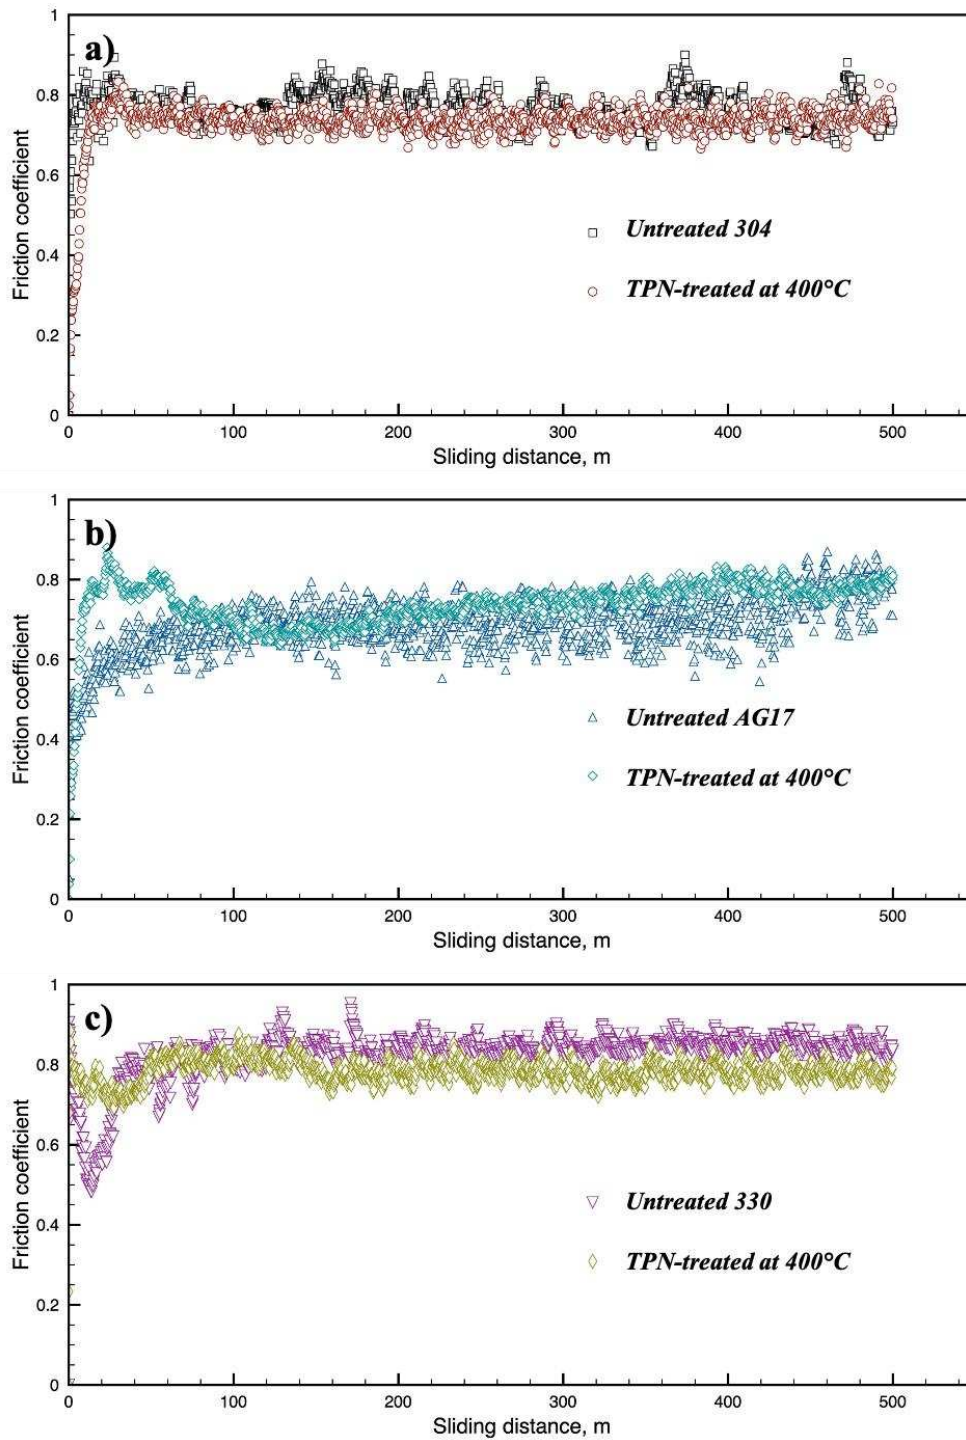 a)
1
0.8
0.6
0.4
0.2
0
Friction coefficient
Untreated 304
TPN-treated at 400°C
0 100 200 300 400 500
Sliding distance, m
b)
1
0.8
0.6
0.4
0.2
0
Friction coefficient
Untreated AG17
TPN-treated at 400°C
0 100 200 300 400 500
Sliding distance, m
c)
1
0.8
0.6
0.4
0.2
0
Friction coefficient
Untreated 330
TPN-treated at 400°C
0 100 200 300 400 500
Sliding distance, m